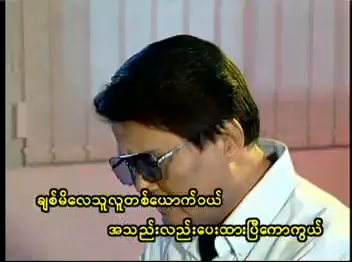 ချစ်မိလေသူလူတစ်ယောက်ဝယ်
အသည်းလည်းပေးထားပြီကောကွယ်